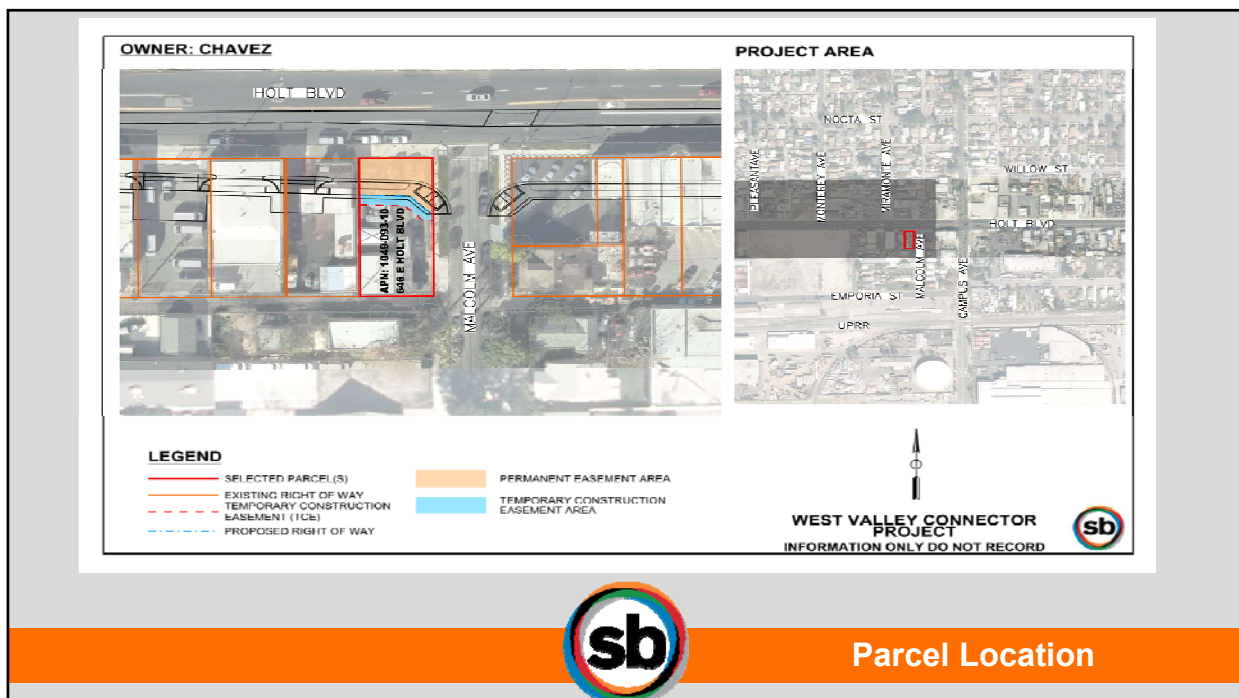 OWNER: CHAVEZ
PROJECT AREA
HOLT BLVD
MALCOLM AVE
APN: 1049-093-10
646 E HOLT BLVD
NOCTA ST
PLEASANT AVE
MONTEREY AVE
MIRAMONTE AVE
WILLOW ST
HOLT BLVD
MALCOLM AVE
CAMPUS AVE
EMPORIA ST
UPRR
LEGEND
SELECTED PARCEL(S)
EXISTING RIGHT OF WAY
TEMPORARY CONSTRUCTION
EASEMENT (TCE)
PROPOSED RIGHT OF WAY
PERMANENT EASEMENT AREA
TEMPORARY CONSTRUCTION
EASEMENT AREA
WEST VALLEY CONNECTOR
PROJECT
INFORMATION ONLY DO NOT RECORD
sb
sb
Parcel Location